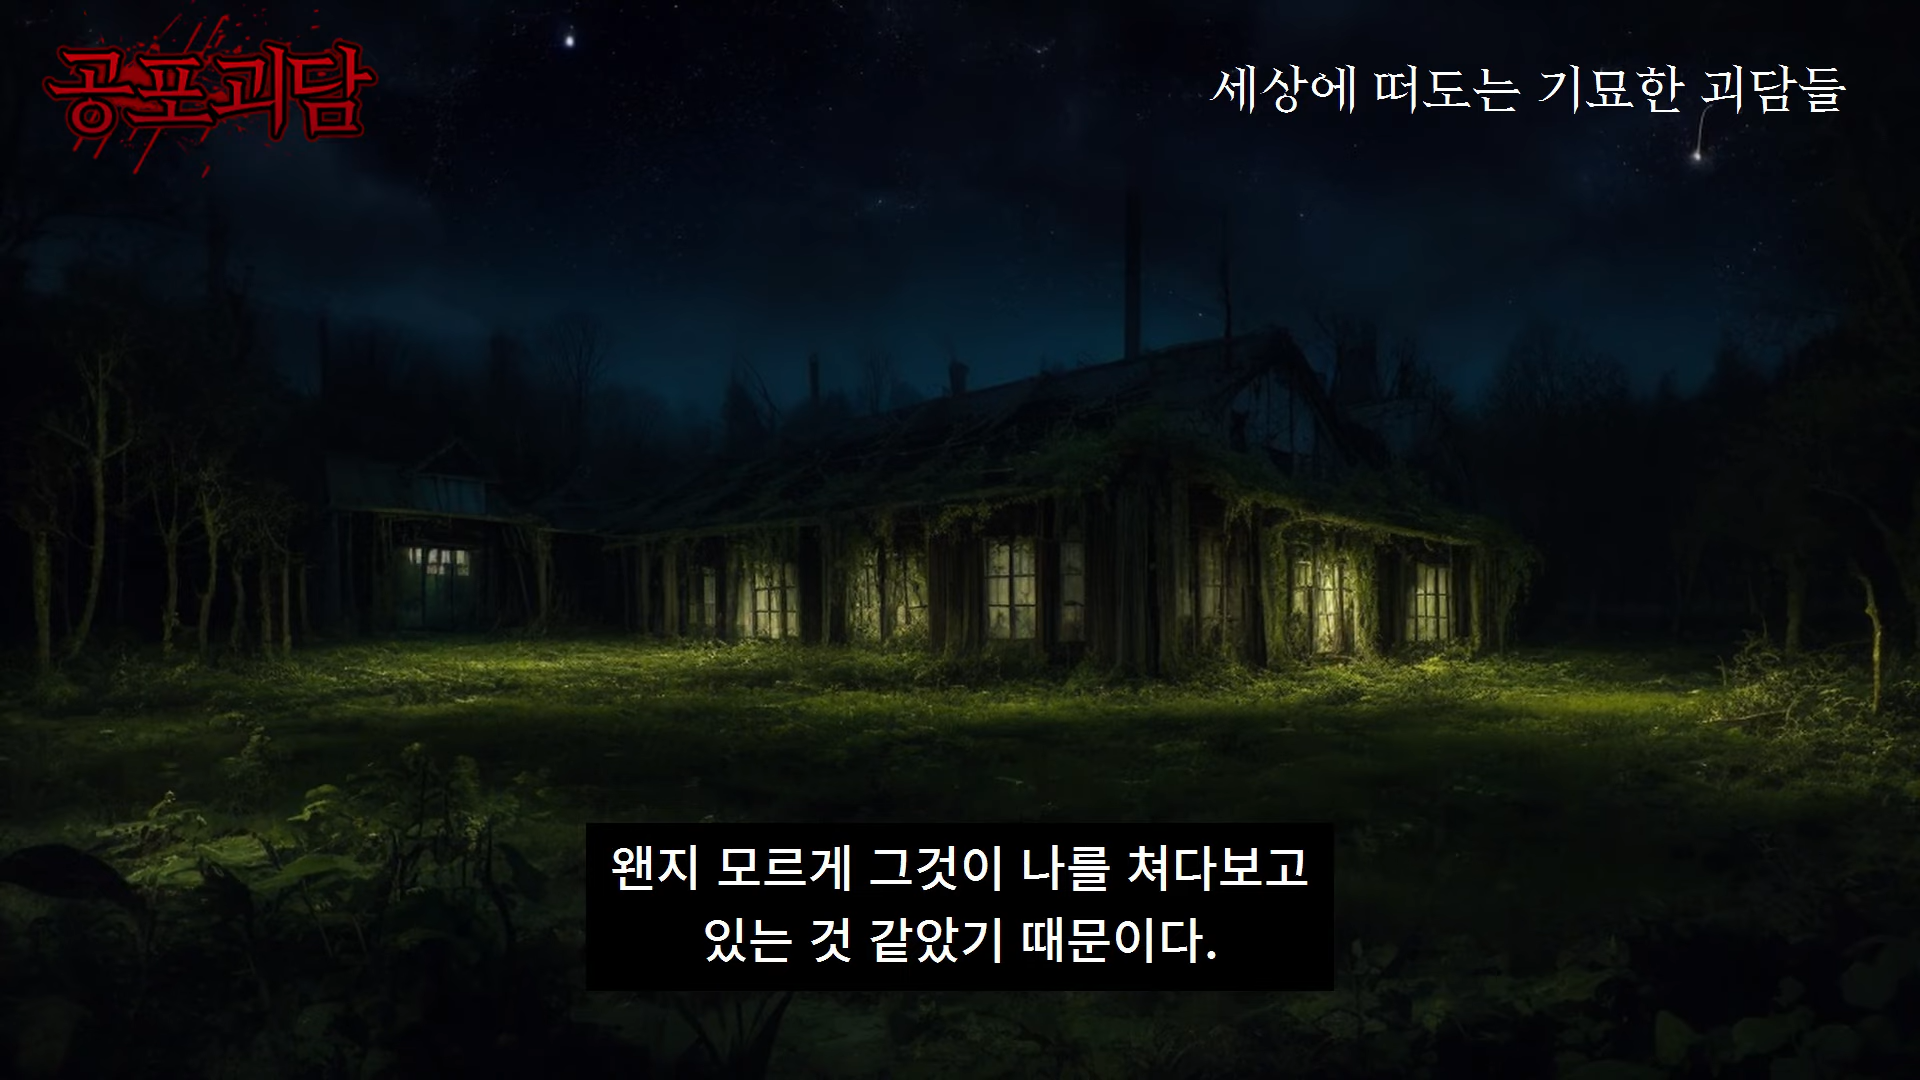 공포괴담
세상에 떠도는 기묘한 괴담들
왠지 모르게 그것이 나를 쳐다보고
있는 것 같았기 때문이다.